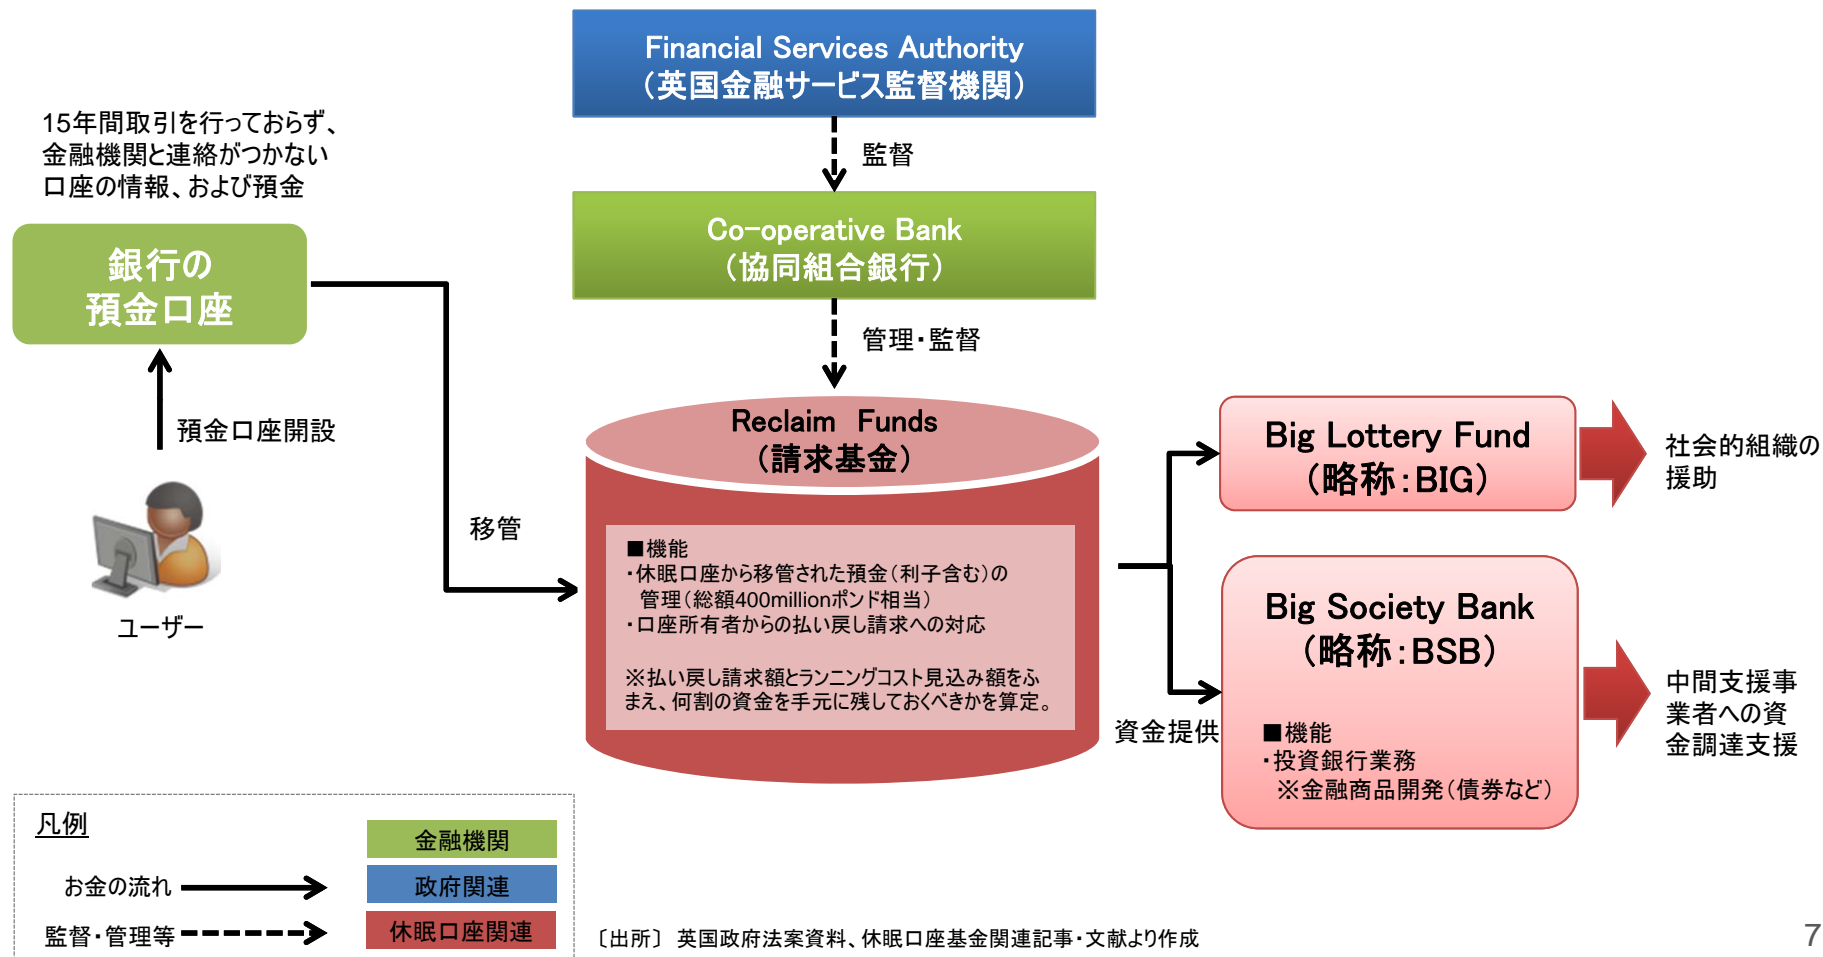 Financial Services Authority
（英国金融サービス監督機関）
15年間取引を行っておらず、
金融機関と連絡がつかない
口座の情報、および預金
監督
Co-operative Bank
（協同組合銀行）
銀行の
預金口座
管理・監督
預金口座開設
ユーザー
移管
Reclaim Funds
（請求基金）
■機能
・休眠口座から移管された預金（利子含む）の
管理（総額400millionポンド相当）
・口座所有者からの払い戻し請求への対応
※払い戻し請求額とランニングコスト見込み額をふ
まえ、何割の資金を手元に残しておくべきかを算定。
資金提供
Big Lottery Fund
（略称：BIG）
社会的組織の
援助
Big Society Bank
（略称：BSB）
■機能
・投資銀行業務
※金融商品開発（債券など）
中間支援事
業者への資
金調達支援
凡例
お金の流れ
監督・管理等
金融機関
政府関連
休眠口座関連
〔出所〕 英国政府法案資料、休眠口座基金関連記事・文献より作成
7